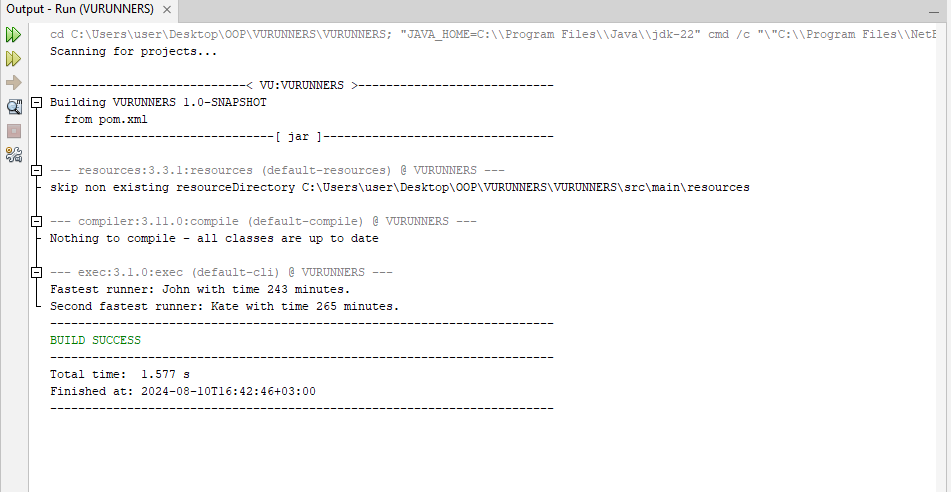 Output - Run (VURUNNERS) ×
cd C:\Users\user\Desktop\OOP\VURUNNERS\VURUNNERS; "JAVA_HOME=C:\\Program Files\\Java\\jdk-22" cmd /c "\"C:\\Program Files\\NetB
Scanning for projects...
----------------------------< VU:VURUNNERS >----------------------------
Building VURUNNERS 1.0-SNAPSHOT
from pom.xml
--------------------------------[ jar ]---------------------------------
--- resources:3.3.1:resources (default-resources) @ VURUNNERS ---
skip non existing resourceDirectory C:\Users\user\Desktop\OOP\VURUNNERS\VURUNNERS\src\main\resources
--- compiler:3.11.0:compile (default-compile) @ VURUNNERS ---
Nothing to compile - all classes are up to date
--- exec:3.1.0:exec (default-cli) @ VURUNNERS ---
Fastest runner: John with time 243 minutes.
Second fastest runner: Kate with time 265 minutes.
------------------------------------------------------------------------
BUILD SUCCESS
------------------------------------------------------------------------
Total time:  1.577 s
Finished at: 2024-08-10T16:42:46+03:00
------------------------------------------------------------------------